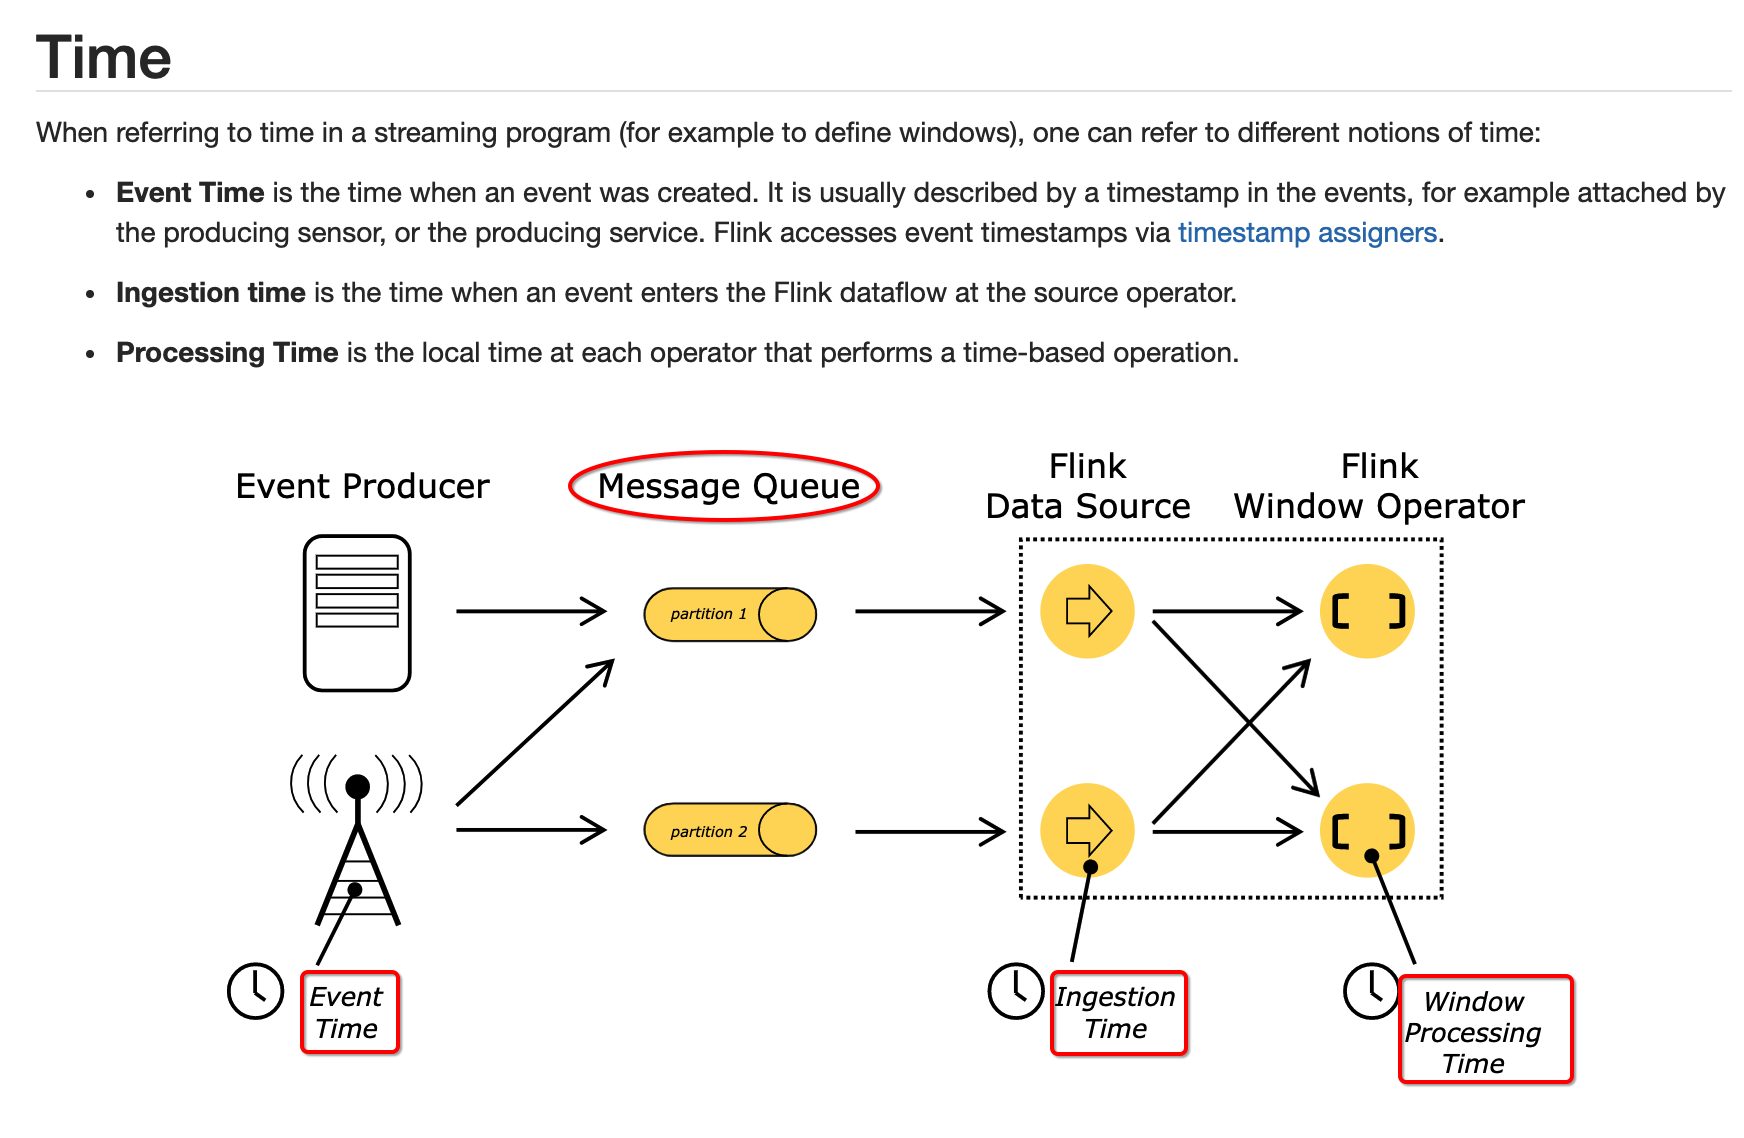 Time
When referring to time in a streaming program (for example to define windows), one can refer to different notions of time:
• Event Time is the time when an event was created. It is usually described by a timestamp in the events, for example attached by
the producing sensor, or the producing service. Flink accesses event timestamps via timestamp assigners.
• Ingestion time is the time when an event enters the Flink dataflow at the source operator.
• Processing Time is the local time at each operator that performs a time-based operation.
Event Producer
Message Queue
Flink
Data Source
Flink
Window Operator
partition 1
[ ]
partition 2
[ ]
Event
Time
Ingestion
Time
Window
Processing
Time